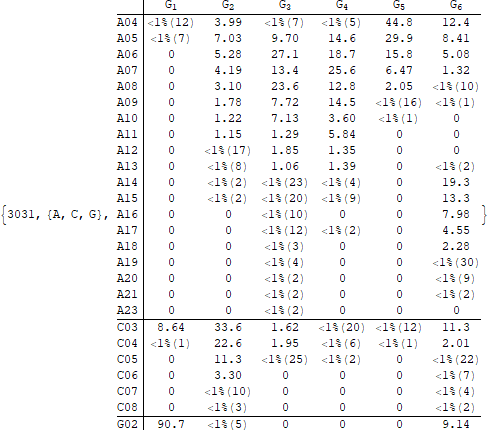 G1 G2 G3 G4 G5 G6
A04 <1%(12) 3.99 <1%(7) <1%(5) 44.8 12.4
A05 <1%(7) 7.03 9.70 14.6 29.9 8.41
A06 0 5.28 27.1 18.7 15.8 5.08
A07 0 4.19 13.4 25.6 6.47 1.32
A08 0 3.10 23.6 12.8 2.05 <1%(10)
A09 0 1.78 7.72 14.5 <1%(16) <1%(1)
A10 0 1.22 7.13 3.60 <1%(1) 0
A11 0 1.15 1.29 5.84 0 0
A12 0 <1%(17) 1.85 1.35 0 0
A13 0 <1%(8) 1.06 1.39 0 <1%(2)
A14 0 <1%(2) <1%(23) <1%(4) 0 19.3
A15 0 <1%(2) <1%(20) <1%(9) 0 13.3
{3031, {A, C, G}, A16 0 0 <1%(10) 0 0 7.98 }
A17 0 0 <1%(12) <1%(2) 0 4.55
A18 0 0 <1%(3) 0 0 2.28
A19 0 0 <1%(4) 0 0 <1%(30)
A20 0 0 <1%(2) 0 0 <1%(9)
A21 0 0 <1%(2) 0 0 <1%(2)
A23 0 0 <1%(2) 0 0 0
C03 8.64 33.6 1.62 <1%(20) <1%(12) 11.3
C04 <1%(1) 22.6 1.95 <1%(6) <1%(1) 2.01
C05 0 11.3 <1%(25) <1%(2) 0 <1%(22)
C06 0 3.30 0 0 0 <1%(7)
C07 0 <1%(10) 0 0 0 <1%(4)
C08 0 <1%(3) 0 0 0 <1%(2)
G02 90.7 <1%(5) 0 0 0 9.14